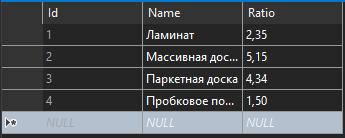 Id Name Ratio
1 Ламинат 2,35
2 Массивная дос... 5,15
3 Паркетная доска 4,34
4 Пробковое по... 1,50
NULL NULL NULL